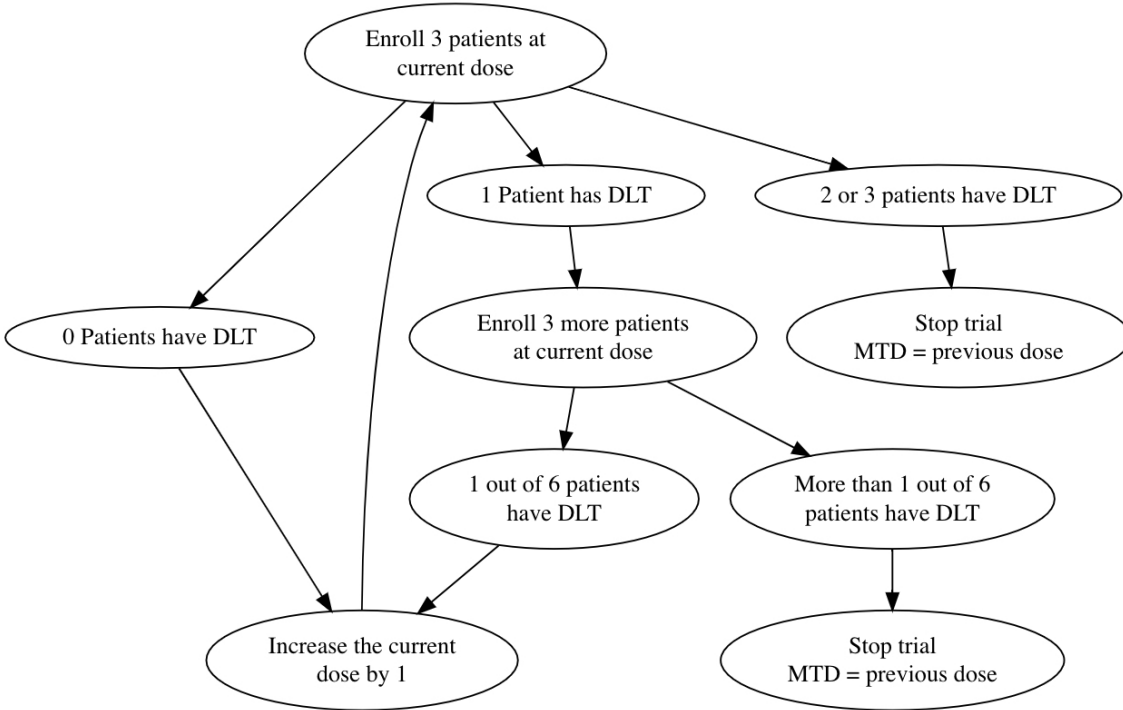 Enroll 3 patients at
current dose
1 Patient has DLT
2 or 3 patients have DLT
0 Patients have DLT
Enroll 3 more patients
at current dose
Stop trial
MTD = previous dose
1 out of 6 patients
have DLT
More than 1 out of 6
patients have DLT
Increase the current
dose by 1
Stop trial
MTD = previous dose